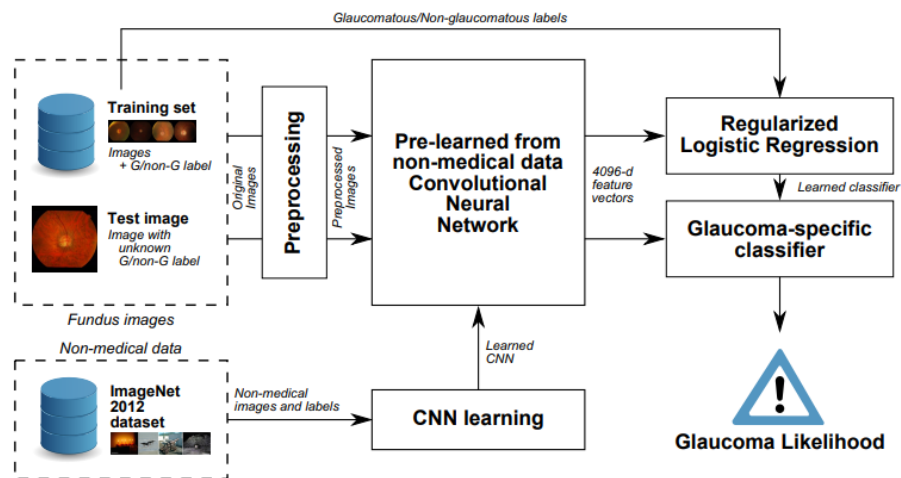 Glaucomatous/Non-glaucomatous labels
Training set
Images
+ G/non-G label
Test image
Image with
unknown
G/non-G label
Fundus images
Original
Images
Preprocessing
Preprocessed
Images
Pre-learned from
non-medical data
Convolutional
Neural
Network
4096-d
feature
vectors
Regularized
Logistic Regression
Learned classifier
Glaucoma-specific
classifier
Glaucoma Likelihood
Non-medical data
ImageNet
2012
dataset
Non-medical
images and labels
CNN learning
Learned
CNN